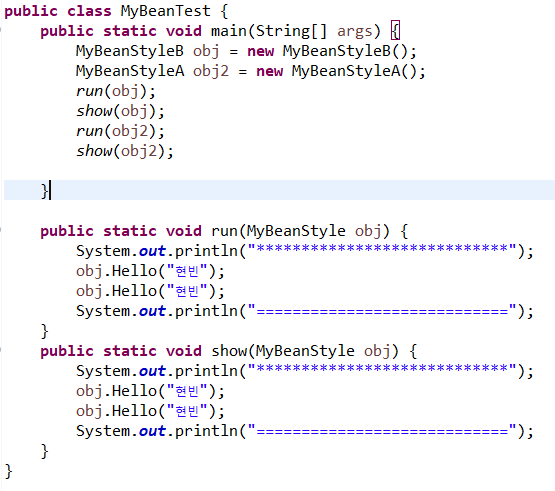 public class MyBeanTest {
    public static void main(String[] args) {
        MyBeanStyleB obj = new MyBeanStyleB();
        MyBeanStyleA obj2 = new MyBeanStyleA();
        run(obj);
        show(obj);
        run(obj2);
        show(obj2);
    }
    public static void run(MyBeanStyle obj) {
        System.out.println("****************************");
        obj.Hello("현빈");
        obj.Hello("현빈");
        System.out.println("============================");
    }
    public static void show(MyBeanStyle obj) {
        System.out.println("****************************");
        obj.Hello("현빈");
        obj.Hello("현빈");
        System.out.println("============================");
    }
}